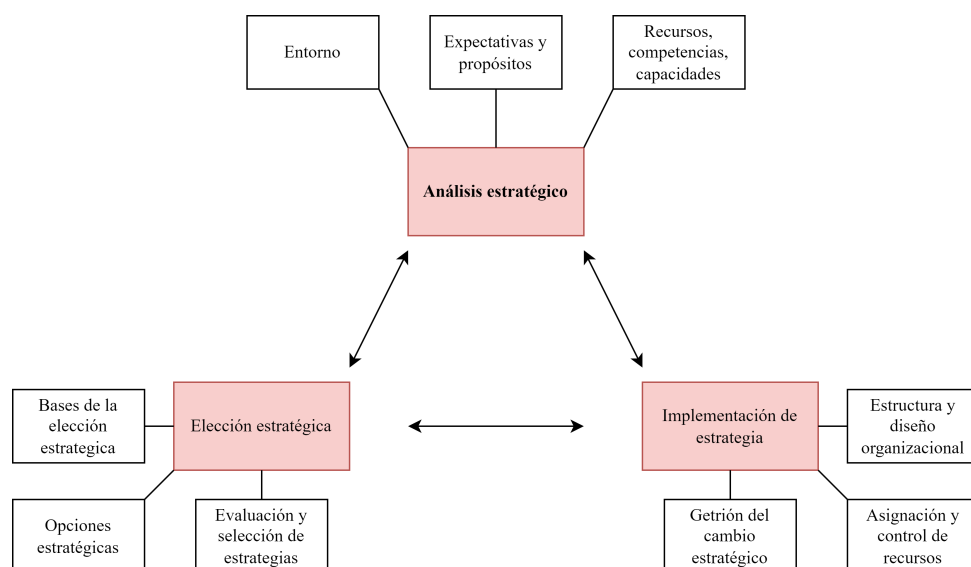 Entorno
Expectativas y
propósitos
Recursos,
competencias,
capacidades
Análisis estratégico
Bases de la
elección
estrategica
Elección estratégica
Opciones
estratégicas
Evaluación y
selección de
estrategias
Implementación de
estrategia
Estructura y
diseño
organizacional
Getrión del
cambio
estratégico
Asignación y
control de
recursos